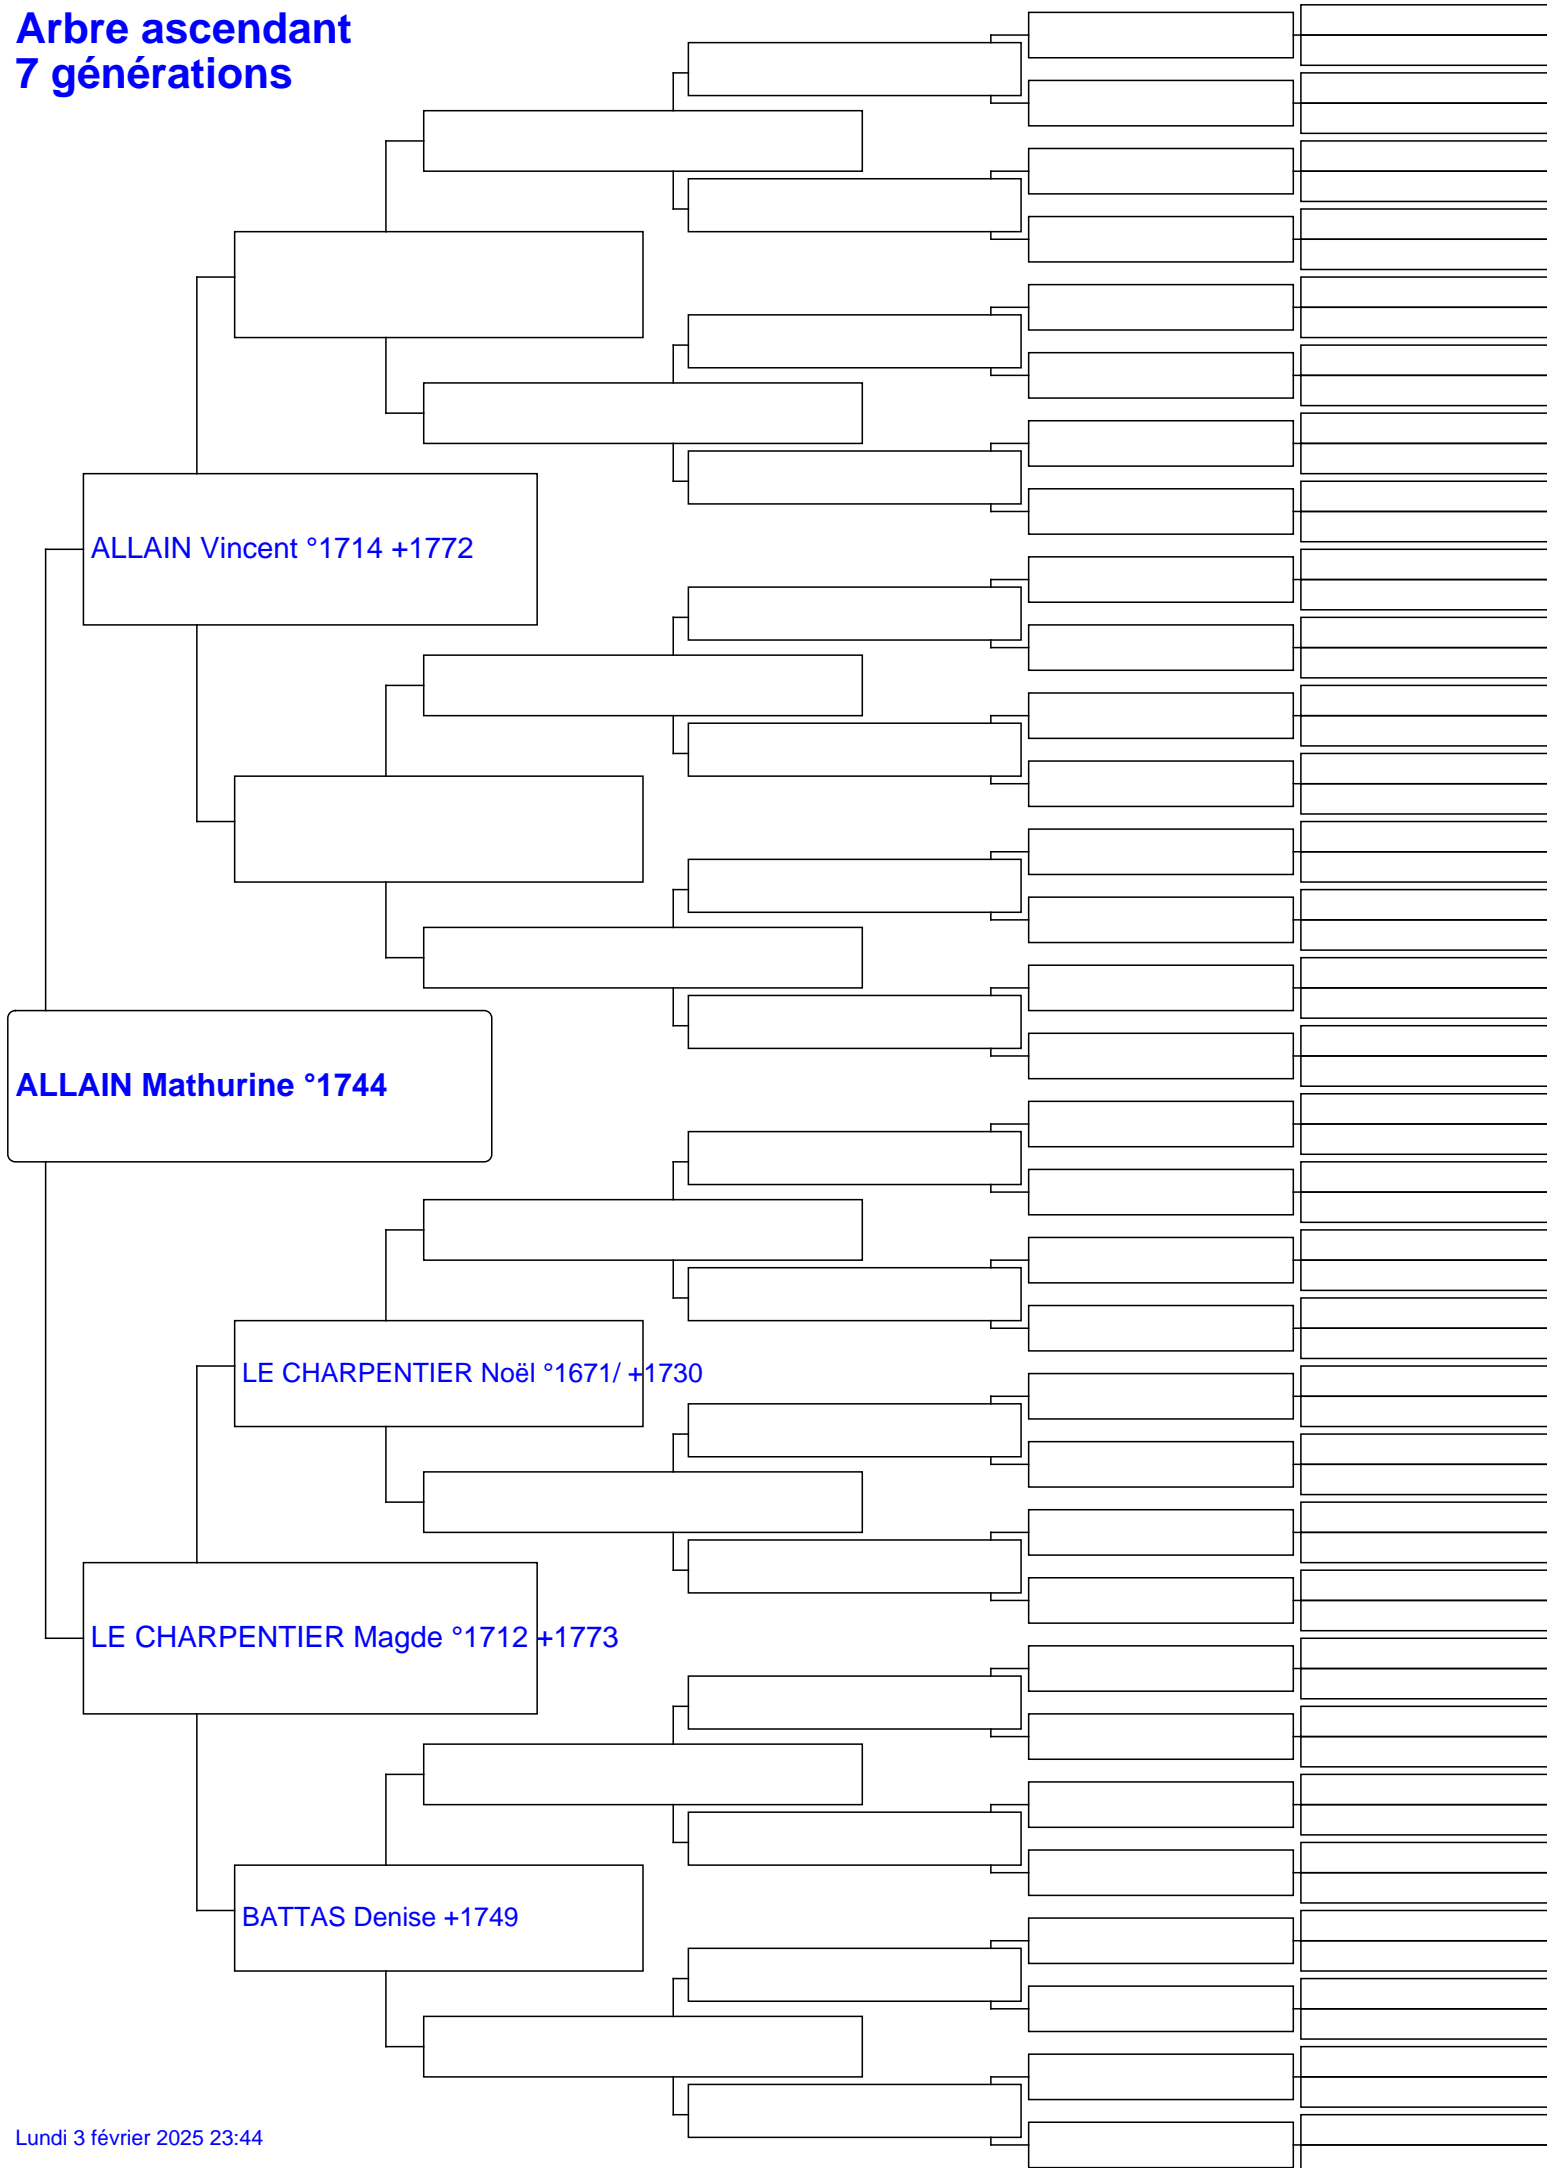 Arbre ascendant
7 générations
ALLAIN Vincent °1714 +1772
ALLAIN Mathurine °1744
LE CHARPENTIER Noël °1671/ +1730
LE CHARPENTIER Magde °1712 +1773
BATTAS Denise +1749
Lundi 3 février 2025 23:44